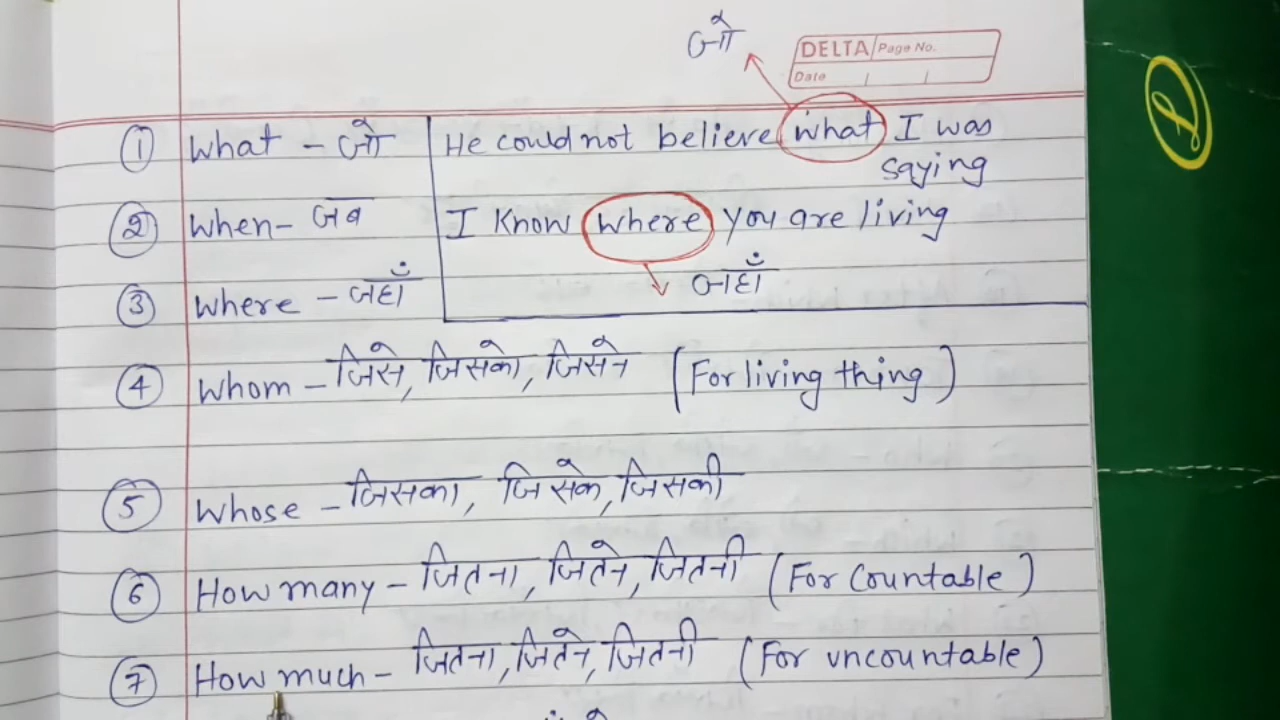 जो
DELTA Page No.
Date
① What - जो
He could not believe what I was
saying
② When- जब
I know where you are living
③ Where - जहाँ
जहाँ
④ Whom - जिसे, जिसको, जिसने (For living thing)
⑤ Whose - जिसका, जिसके, जिसकी
⑥ How many - जितना, जितने, जितनी (For Countable)
⑦ How much - जितना, जितने, जितनी (For uncountable)